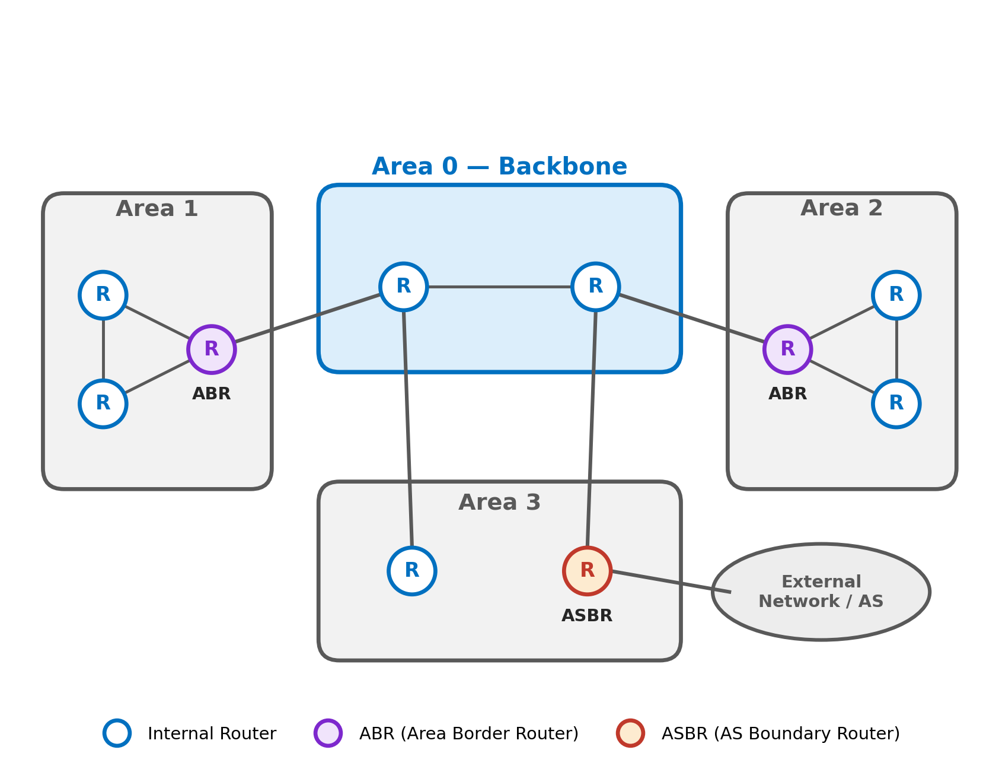 Area 0 — Backbone
Area 1
Area 2
R
R
R
R
R
R
ABR
ABR
R
R
Area 3
R
R
ASBR
External
Network / AS
Internal Router
ABR (Area Border Router)
ASBR (AS Boundary Router)